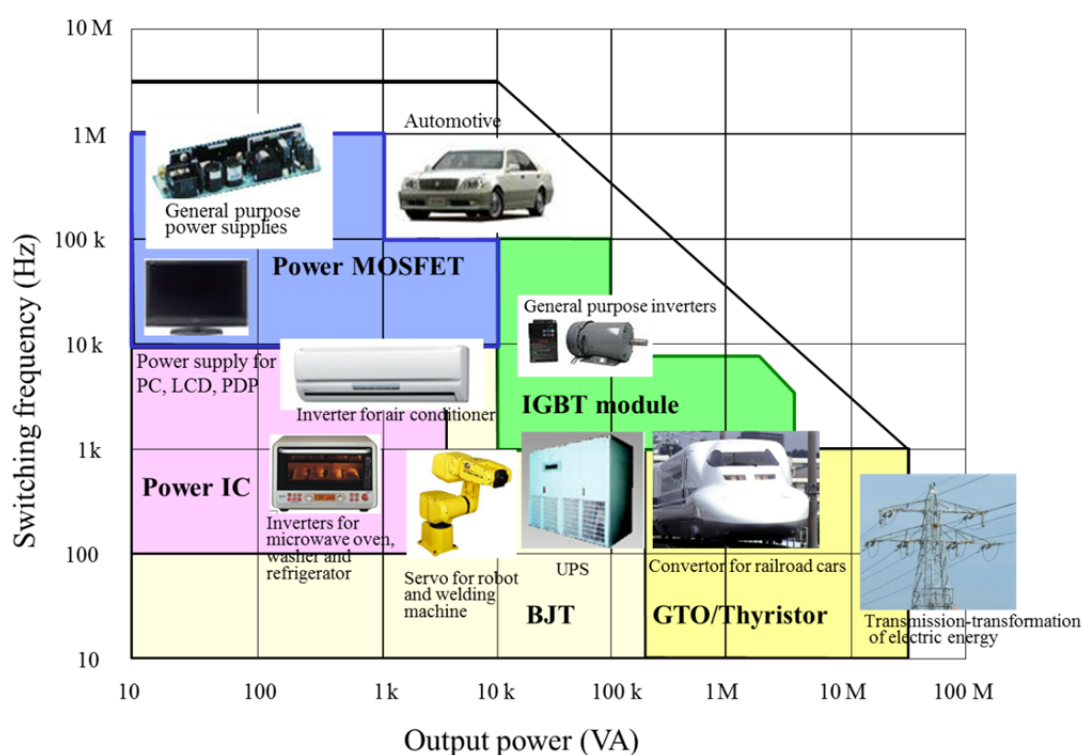 10 M
1M
100 k
10 k
1k
100
10
Switching frequency (Hz)
General purpose
power supplies
Automotive
Power MOSFET
General purpose inverters
Power supply for
PC, LCD, PDP
Inverter for air conditioner
IGBT module
Power IC
Inverters for
microwave oven,
washer and
refrigerator
Servo for robot
and welding
machine
UPS
Convertor for railroad cars
BJT
GTO/Thyristor
Transmission-transformation
of electric energy
10
100
1k
10 k
100 k
1M
10 M
100 M
Output power (VA)